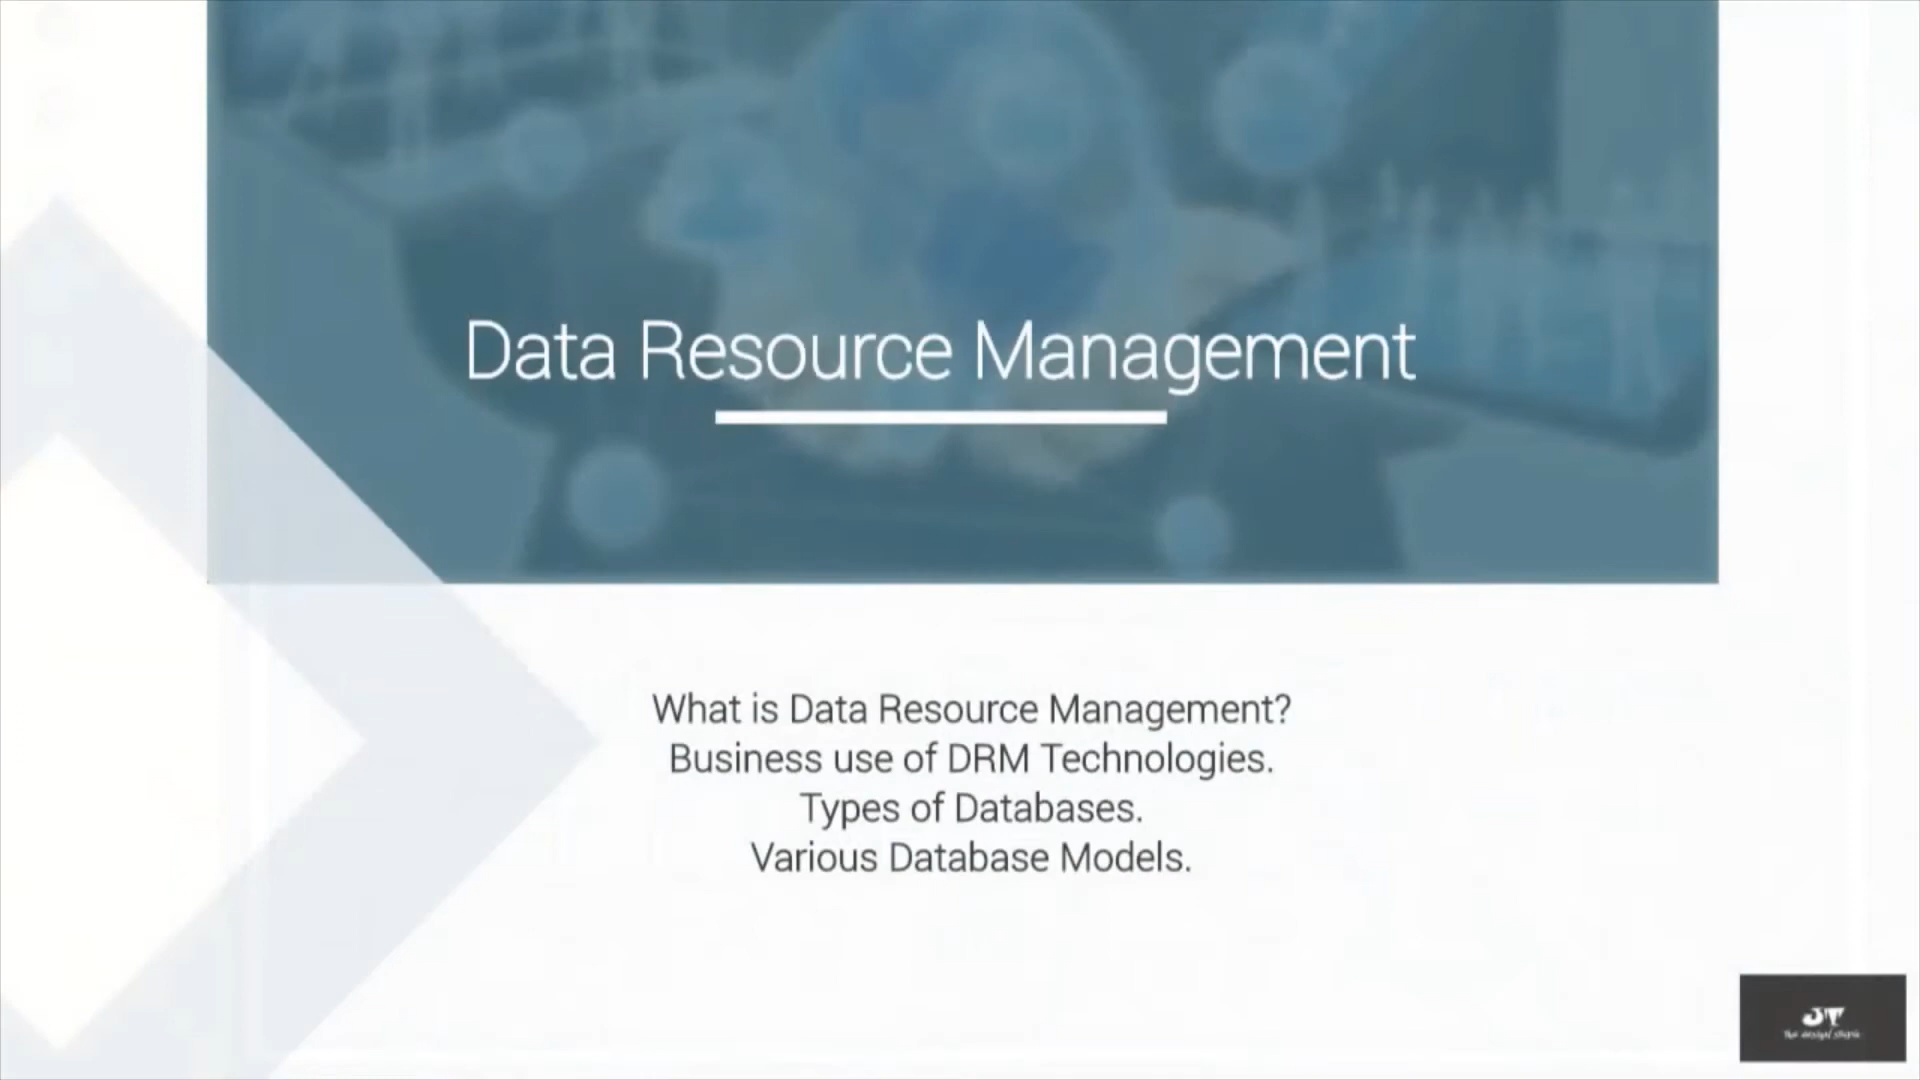 Data Resource Management
What is Data Resource Management?
Business use of DRM Technologies.
Types of Databases.
Various Database Models.
JT